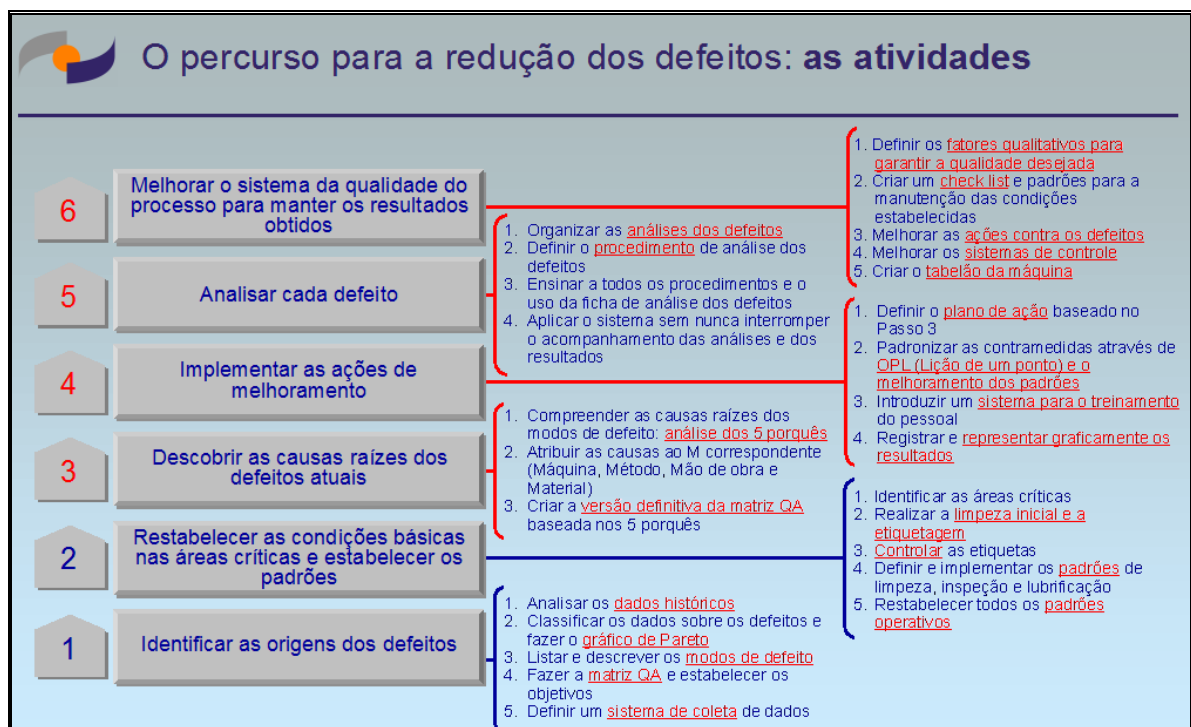 O percurso para a redução dos defeitos: as atividades
6
Melhorar o sistema da qualidade do
processo para manter os resultados
obtidos
1. Definir os fatores qualitativos para
garantir a qualidade desejada
2. Criar um check list e padrões para a
manutenção das condições
estabelecidas
3. Melhorar as ações contra os defeitos
4. Melhorar os sistemas de controle
5. Criar o tabelão da máquina
5
Analisar cada defeito
1. Organizar as análises dos defeitos
2. Definir o procedimento de análise dos
defeitos
3. Ensinar a todos os procedimentos e o
uso da ficha de análise dos defeitos
4. Aplicar o sistema sem nunca interromper
o acompanhamento das análises e dos
resultados
4
Implementar as ações de
melhoramento
1. Definir o plano de ação baseado no
Passo 3
2. Padronizar as contramedidas através de
OPL (Lição de um ponto) e o
melhoramento dos padrões
3. Introduzir um sistema para o treinamento
do pessoal
4. Registrar e representar graficamente os
resultados
3
Descobrir as causas raízes dos
defeitos atuais
1. Compreender as causas raízes dos
modos de defeito: análise dos 5 porquês
2. Atribuir as causas ao M correspondente
(Máquina, Método, Mão de obra e
Material)
3. Criar a versão definitiva da matriz QA
baseada nos 5 porquês
2
Restabelecer as condições básicas
nas áreas críticas e estabelecer os
padrões
1. Identificar as áreas críticas
2. Realizar a limpeza inicial e a
etiquetagem
3. Controlar as etiquetas
4. Definir e implementar os padrões de
limpeza, inspeção e lubrificação
5. Restabelecer todos os padrões
operativos
1
Identificar as origens dos defeitos
1. Analisar os dados históricos
2. Classificar os dados sobre os defeitos e
fazer o gráfico de Pareto
3. Listar e descrever os modos de defeito
4. Fazer a matriz QA e estabelecer os
objetivos
5. Definir um sistema de coleta de dados